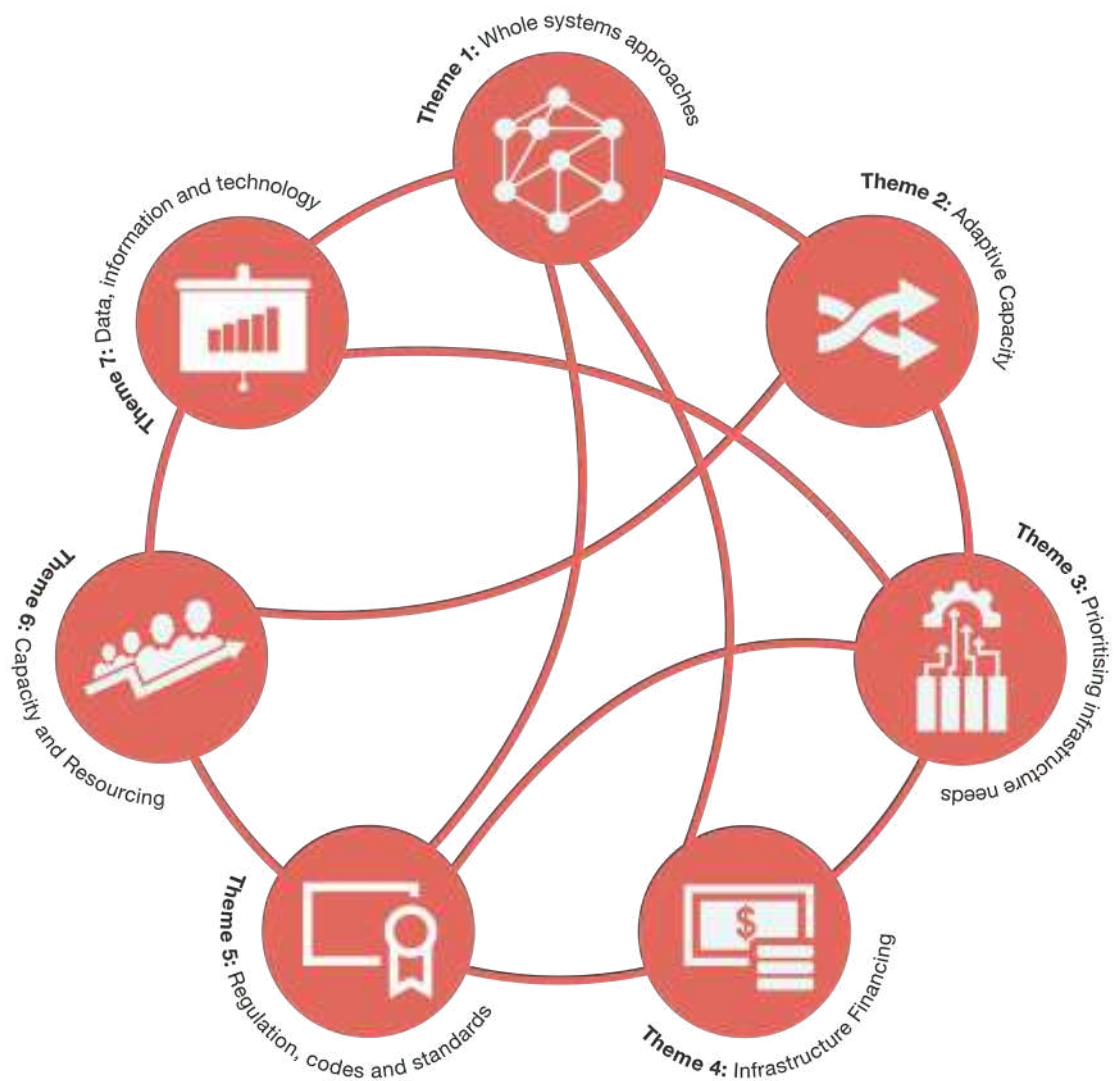 Theme 1: Whole systems approaches
Theme 2: Adaptive Capacity
Theme 3: Prioritising infrastructure needs
Theme 4: Infrastructure Financing
Theme 5: Regulation, codes and standards
Theme 6: Capacity and Resourcing
Theme 7: Data, information and technology
$